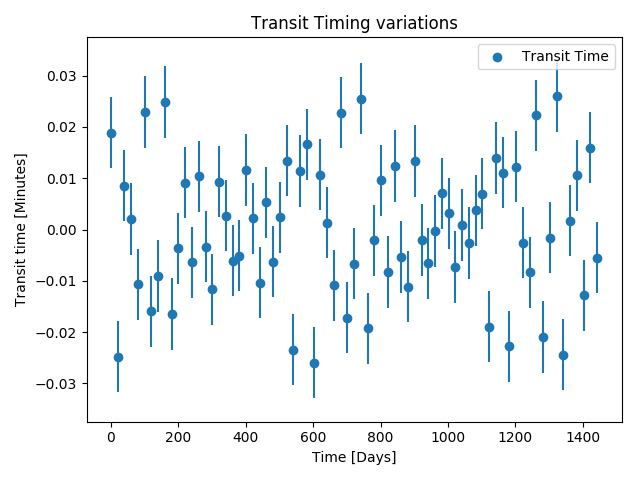 Transit Timing variations
Transit Time
Transit time [Minutes]
0.03
0.02
0.01
0.00
−0.01
−0.02
−0.03
0 200 400 600 800 1000 1200 1400
Time [Days]